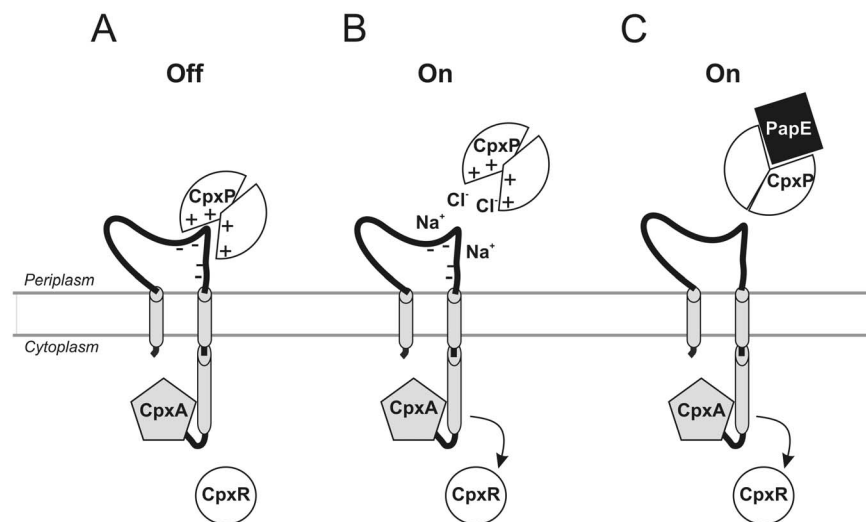 A
B
C
Off
On
On
CpxP
+ +
+
+
- -
-
-
CpxP
+ +
+
+
Cl-
Cl-
Na+
Na+
- -
-
-
PapE
CpxP
Periplasm
Cytoplasm
CpxA
CpxA
CpxA
CpxR
CpxR
CpxR